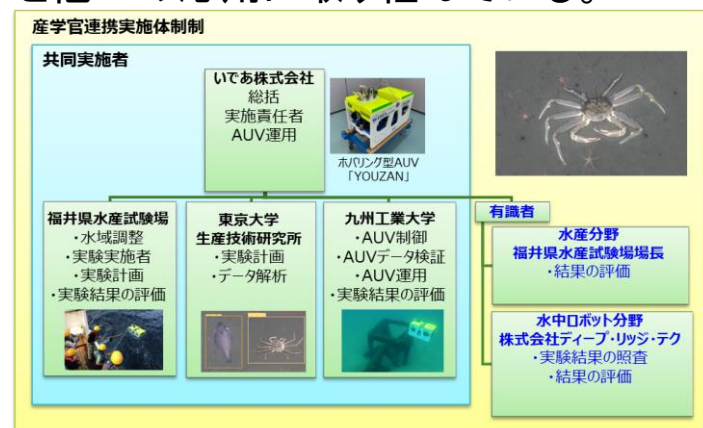 産学官連携実施体制制
共同実施者
いであ株式会社
総括
実施責任者
AUV運用
ホバリング型AUV
「YOUZAN」
福井県水産試験場
・水域調整
・実験実施者
・実験計画
・実験結果の評価
東京大学
生産技術研究所
・実験計画
・データ解析
九州工業大学
・AUV制御
・AUVデータ検証
・AUV運用
・実験結果の評価
有識者
水産分野
福井県水産試験場場長
・結果の評価
水中ロボット分野
株式会社ディープ・リッジ・テク
・実験結果の照査
・結果の評価